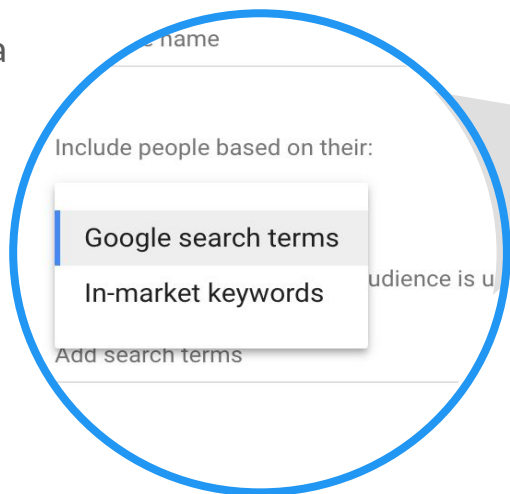 a
name
Include people based on their:
Google search terms
udience is u
In-market keywords
Add search terms